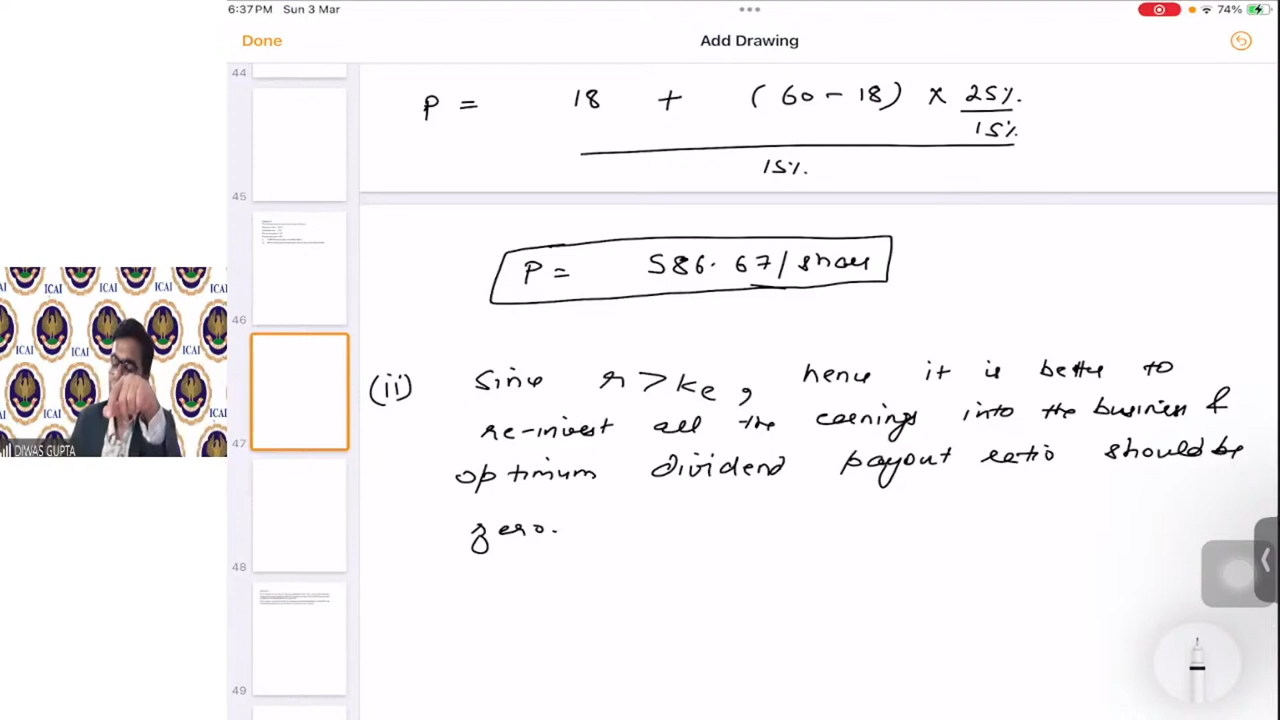 6:37PM Sun 3 Mar
74%
Done
Add Drawing
44
45
46
47
48
49
P = 18 + (60 - 18) × 25%
15%
15%.
P = 586.67/share
(ii) Since r > ke, hence it is better to
re-invest all the earnings into the business &
optimum dividend payout ratio should be
zero.
ICAI
DIWAS GUPTA